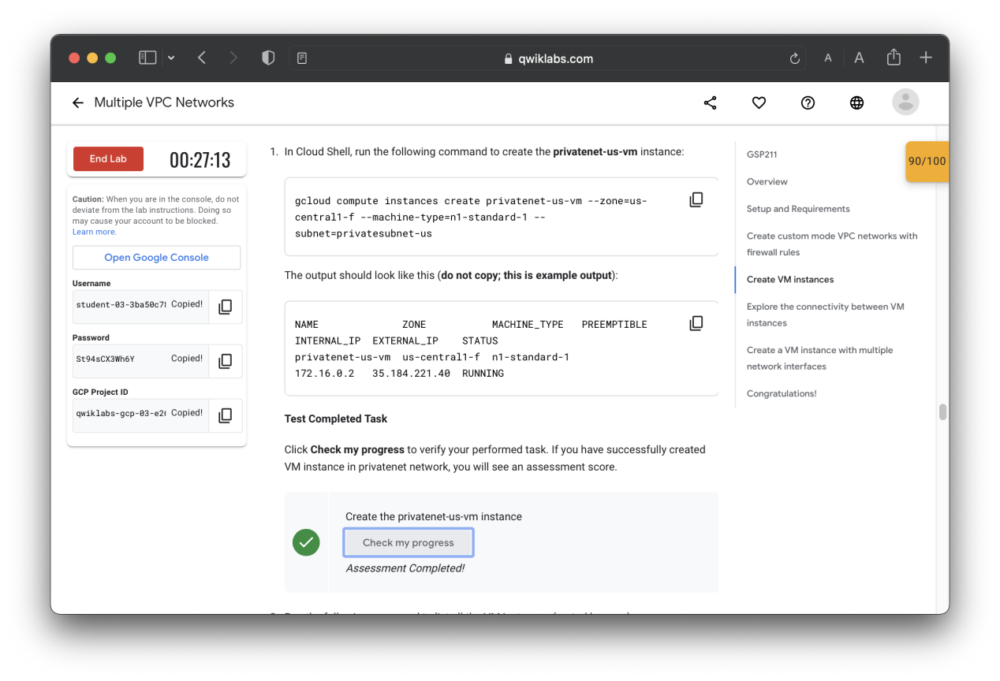 qwiklabs.com
A
A
Multiple VPC Networks
End Lab
00:27:13
Caution: When you are in the console, do not
deviate from the lab instructions. Doing so
may cause your account to be blocked.
Learn more.
Open Google Console
Username
student-03-3ba50c7
Copied!
Password
St94sCX3Wh6Y
Copied!
GCP Project ID
qwiklabs-gcp-03-e2
Copied!
1. In Cloud Shell, run the following command to create the privatenet-us-vm instance:
gcloud compute instances create privatenet-us-vm --zone=us-
central1-f --machine-type=n1-standard-1 --
subnet=privatesubnet-us
The output should look like this (do not copy; this is example output):
NAME ZONE MACHINE_TYPE PREEMPTIBLE
INTERNAL_IP EXTERNAL_IP STATUS
privatenet-us-vm us-central1-f n1-standard-1
172.16.0.2 35.184.221.40 RUNNING
Test Completed Task
Click Check my progress to verify your performed task. If you have successfully created
VM instance in privatenet network, you will see an assessment score.
Create the privatenet-us-vm instance
Check my progress
Assessment Completed!
GSP211
Overview
Setup and Requirements
Create custom mode VPC networks with
firewall rules
Create VM instances
Explore the connectivity between VM
instances
Create a VM instance with multiple
network interfaces
Congratulations!
90/100